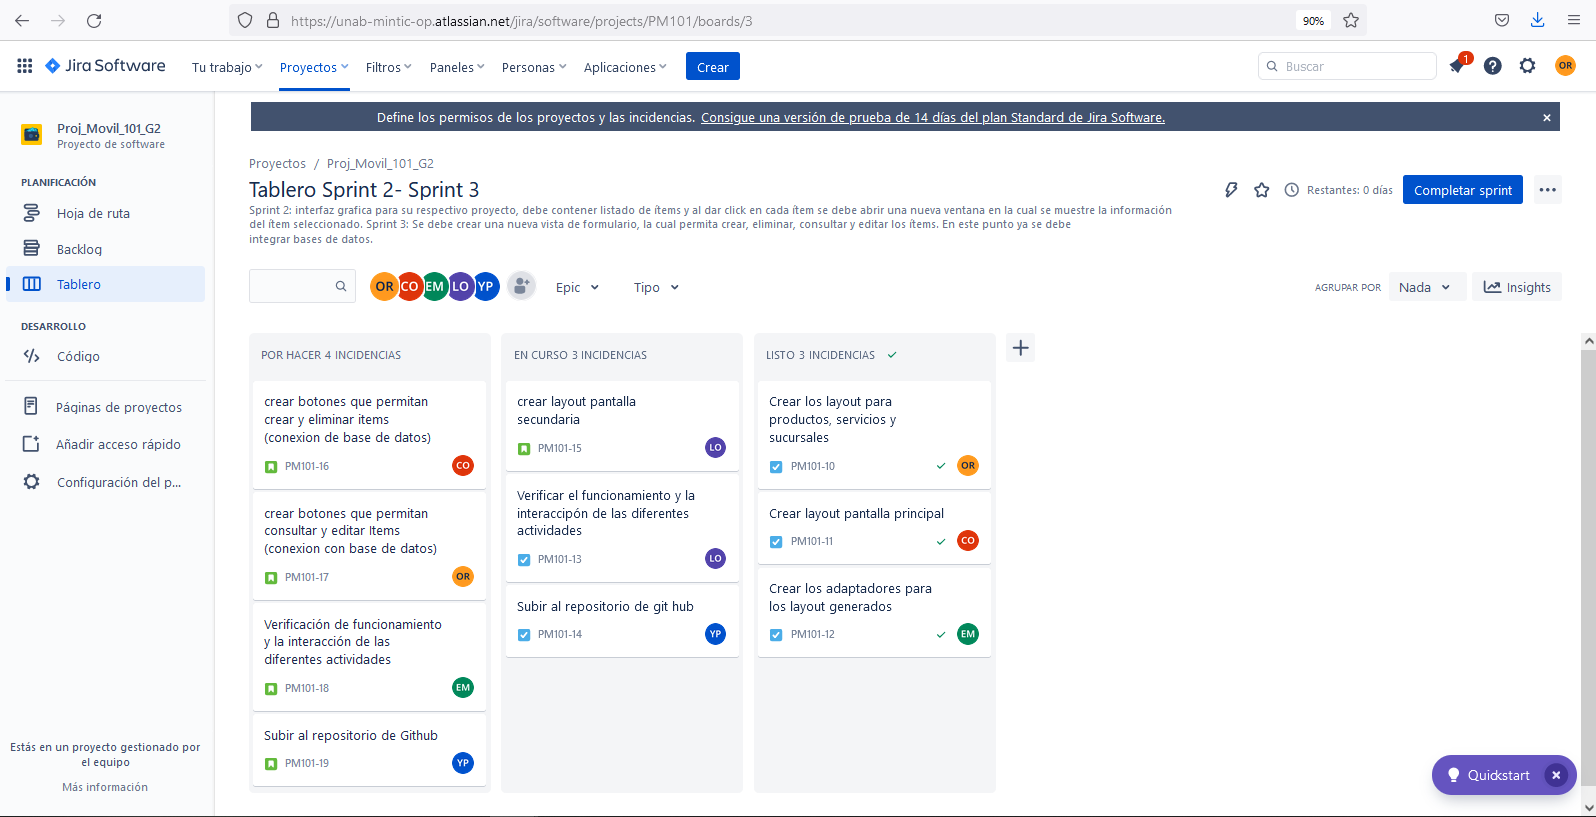 https://unab-mintic-op.atlassian.net/jira/software/projects/PM101/boards/3
90%
Jira Software
Tu trabajo
Proyectos
Filtros
Paneles
Personas
Aplicaciones
Crear
Buscar
1
OR
Proj_Movil_101_G2
Proyecto de software
PLANIFICACIÓN
Hoja de ruta
Backlog
Tablero
DESARROLLO
Código
Páginas de proyectos
Añadir acceso rápido
Configuración del p...
Estás en un proyecto gestionado por
el equipo
Más información
Define los permisos de los proyectos y las incidencias. Consigue una versión de prueba de 14 días del plan Standard de Jira Software.
Proyectos / Proj_Movil_101_G2
Tablero Sprint 2- Sprint 3
Restantes: 0 días
Completar sprint
Sprint 2: interfaz grafica para su respectivo proyecto, debe contener listado de ítems y al dar click en cada ítem se debe abrir una nueva ventana en la cual se muestre la información
del ítem seleccionado. Sprint 3: Se debe crear una nueva vista de formulario, la cual permita crear, eliminar, consultar y editar los ítems. En este punto ya se debe
integrar bases de datos.
OR CO EM LO YP
Epic
Tipo
AGRUPAR POR
Nada
Insights
POR HACER 4 INCIDENCIAS
crear botones que permitan
crear y eliminar items
(conexion de base de datos)
PM101-16
CO
crear botones que permitan
consultar y editar Items
(conexion con base de datos)
PM101-17
OR
Verificación de funcionamiento
y la interacción de las
diferentes actividades
PM101-18
EM
Subir al repositorio de Github
PM101-19
YP
EN CURSO 3 INCIDENCIAS
crear layout pantalla
secundaria
PM101-15
LO
Verificar el funcionamiento y la
interaccipón de las diferentes
actividades
PM101-13
LO
Subir al repositorio de git hub
PM101-14
YP
LISTO 3 INCIDENCIAS
Crear los layout para
productos, servicios y
sucursales
PM101-10
OR
Crear layout pantalla principal
PM101-11
CO
Crear los adaptadores para
los layout generados
PM101-12
EM
Quickstart